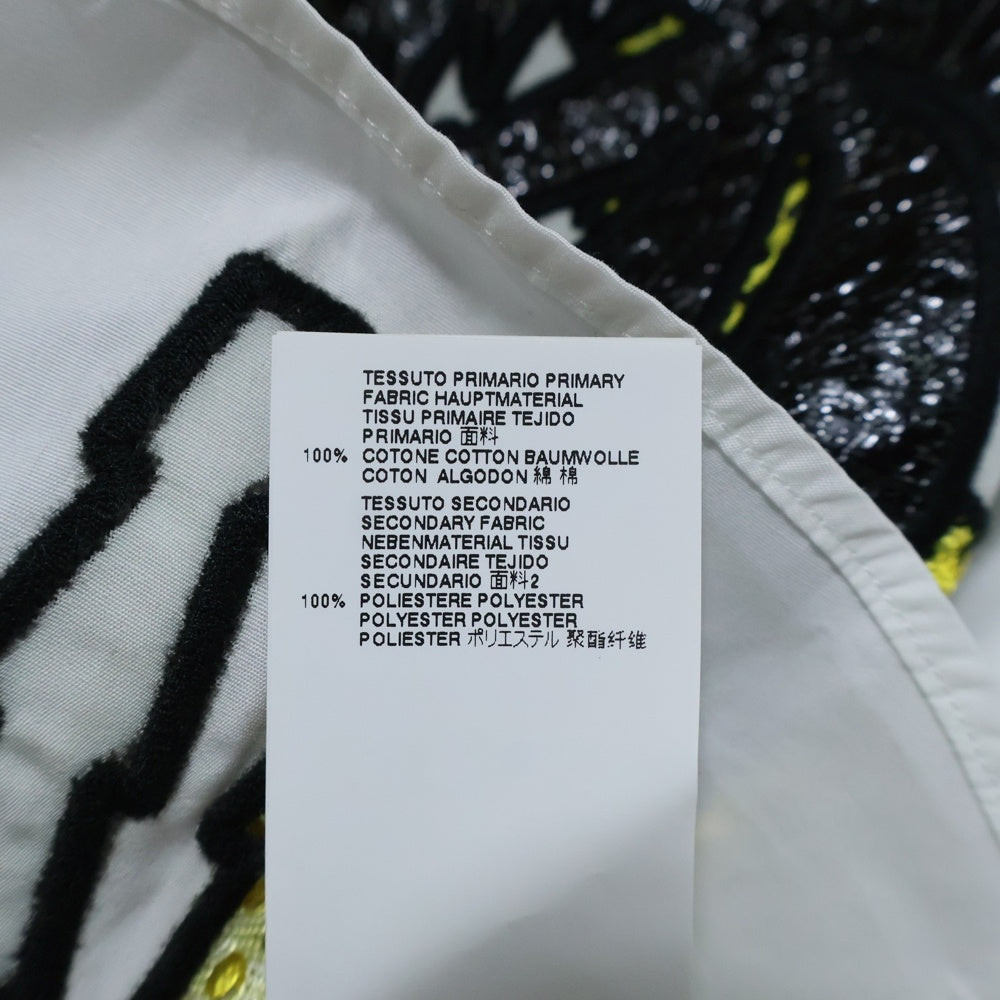 TESSUTO PRIMARIO PRIMARY
FABRIC HAUPTMATERIAL
TISSU PRIMAIRE TEJIDO
PRIMARIO 面料
100% COTONE COTTON BAUMWOLLE
COTON ALGODON 綿 棉
TESSUTO SECONDARIO
SECONDARY FABRIC
NEBENMATERIAL TISSU
SECONDAIRE TEJIDO
SECUNDARIO 面料2
100% POLIESTERE POLYESTER
POLYESTER POLYESTER
POLIESTER ポリエステル 聚酯纤维